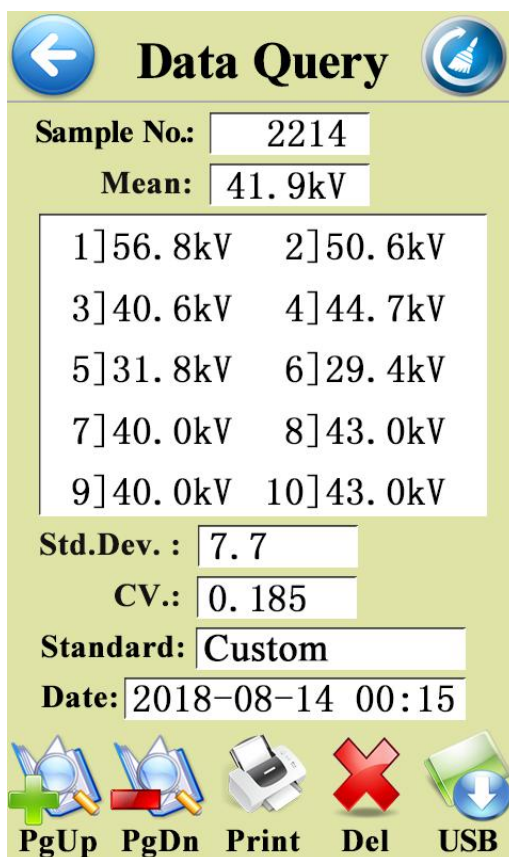 Data Query
Sample No.: 2214
Mean: 41.9kV
1]56.8kV 2]50.6kV
3]40.6kV 4]44.7kV
5]31.8kV 6]29.4kV
7]40.0kV 8]43.0kV
9]40.0kV 10]43.0kV
Std.Dev. : 7.7
CV.: 0.185
Standard: Custom
Date: 2018-08-14 00:15
PgUp PgDn Print Del USB